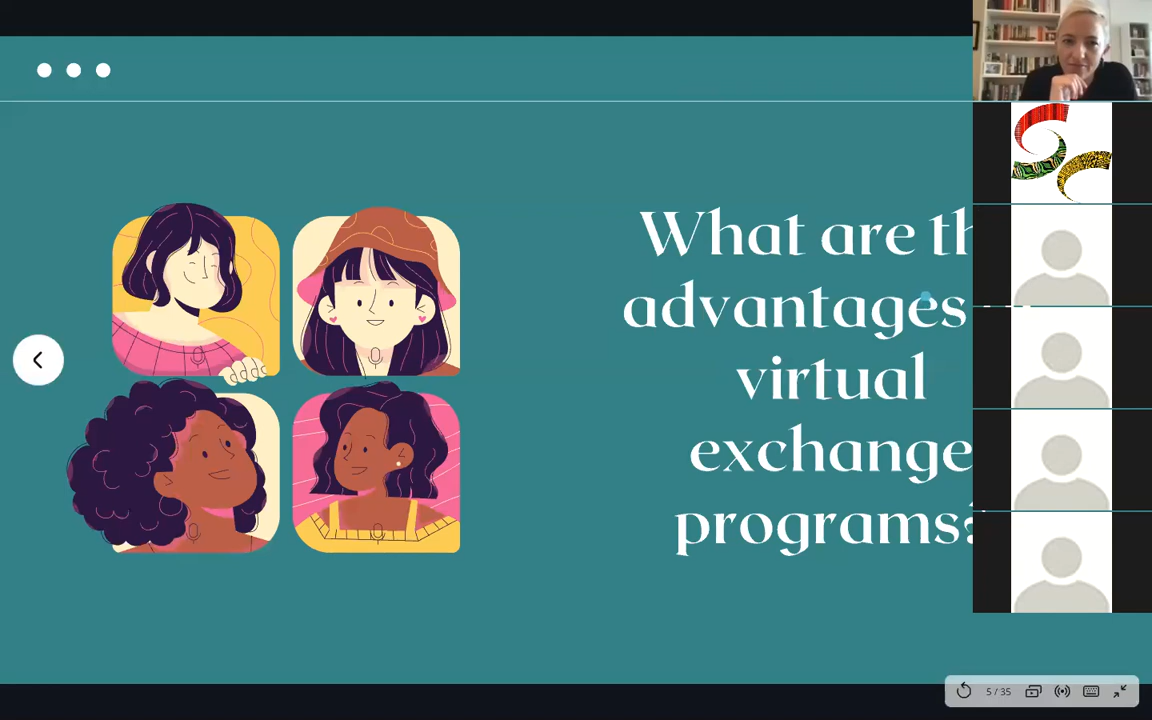 What are th
advantages
virtual
exchange
programs?
5 / 35